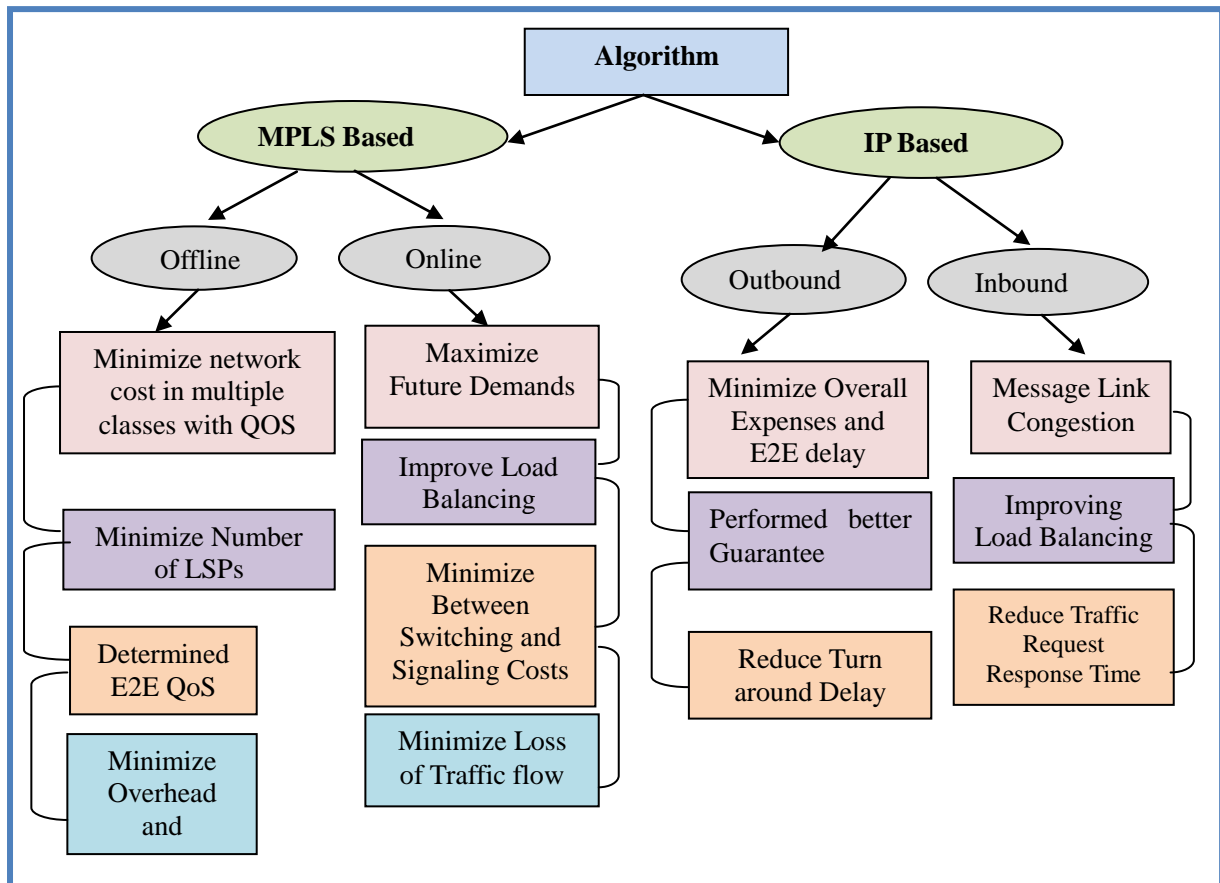 Algorithm
MPLS Based
IP Based
Offline
Online
Outbound
Inbound
Minimize network
cost in multiple
classes with QOS
Minimize Number
of LSPs
Determined
E2E QoS
Minimize
Overhead
and
Maximize
Future Demands
Improve Load
Balancing
Minimize
Between
Switching and
Signaling Costs
Minimize Loss
of Traffic flow
Minimize Overall
Expenses and
E2E delay
Performed better
Guarantee
Reduce Turn
around Delay
Message Link
Congestion
Improving
Load Balancing
Reduce Traffic
Request
Response Time